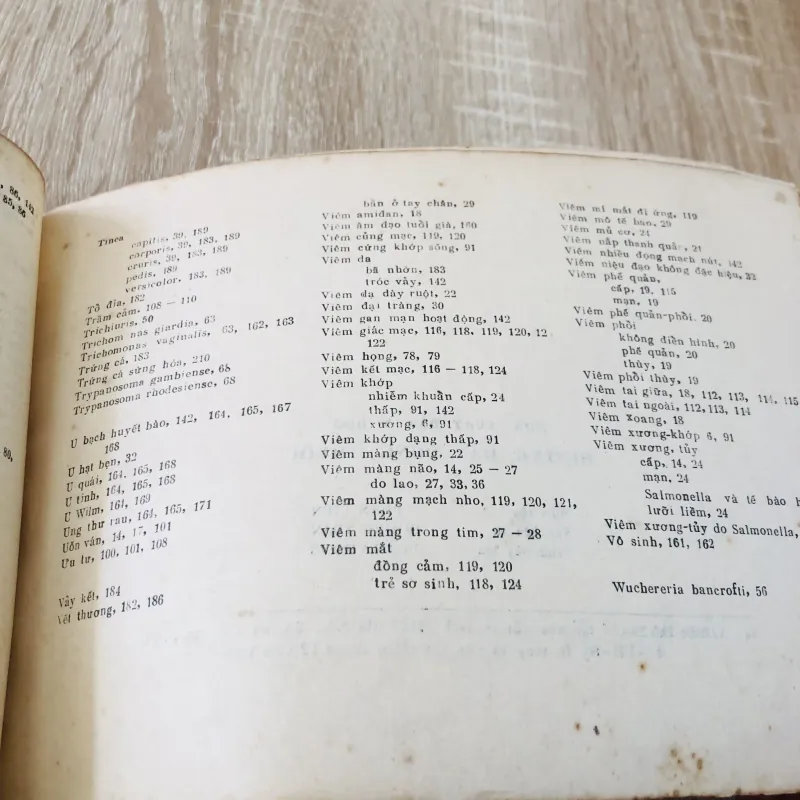 86, 142
85, 86
80,
Tinea capitis, 39, 189
corporis, 39, 183, 189
cruris, 39, 183, 189
pedis, 189
versicolor, 183, 189
Tổ đỉa, 182
Trầm cảm, 108 — 110
Trichiuris, 50
Trichom nas giardia, 63
Trichomonas vaginalis, 63, 162, 163
Trứng cá, 183
Trứng cá sừng hóa, 210
Trypanosoma gambiense, 68
Trypanosoma rhodesiense, 68
U bạch huyết bào, 142, 164, 165, 167
168
U hạt bẹn, 32
U quái, 164, 165, 168
U tinh, 164, 165, 168
U Wilm, 164, 169
Ung thư rau, 164, 165, 171
Uốn ván, 14, 17, 101
Ưu tư, 100, 101, 108
Vảy kết, 184
Vết thương, 182, 186
bẩn ở tay chân, 29
Viêm amiđan, 18
Viêm âm đạo tuổi già, 160
Viêm củng mạc, 119, 120
Viêm cứng khớp sống, 91
Viêm da
bã nhờn, 183
tróc vảy, 142
Viêm dạ dày ruột, 22
Viêm đại tràng, 30
Viêm gan mạn hoạt động, 142
Viêm giác mạc, 116, 118, 119, 120, 12
122
Viêm họng, 78, 79
Viêm kết mạc, 116 — 118, 124
Viêm khớp
nhiễm khuẩn cấp, 24
thấp, 91, 142
xương, 6, 91
Viêm khớp dạng thấp, 91
Viêm màng bụng, 22
Viêm màng não, 14, 25 — 27
do lao, 27, 33, 36
Viêm màng mạch nho, 119, 120, 121,
122
Viêm màng trong tim, 27 — 28
Viêm mắt
đồng cảm, 119, 120
trẻ sơ sinh, 118, 124
Viêm mi mắt dị ứng, 119
Viêm mô tế bào, 29
Viêm mủ cơ, 24
Viêm nắp thanh quản, 21
Viêm nhiều động mạch nút, 142
Viêm niệu đạo không đặc hiệu, 32
Viêm phế quản,
cấp, 19, 115
mạn, 19
Viêm phế quản-phổi, 20
Viêm phổi
không điển hình, 20
phế quản, 20
thùy, 19
Viêm phổi thùy, 19
Viêm tai giữa, 18, 112, 113, 114, 115
Viêm tai ngoài, 112, 113, 114
Viêm xoang, 18
Viêm xương-khớp 6, 91
Viêm xương, tủy
cấp, 14, 24
mạn, 24
Salmonella và tế bào h
lưỡi liềm, 24
Viêm xương-tủy do Salmonella,
Vô sinh, 161, 162
Wuchereria bancrofti, 56